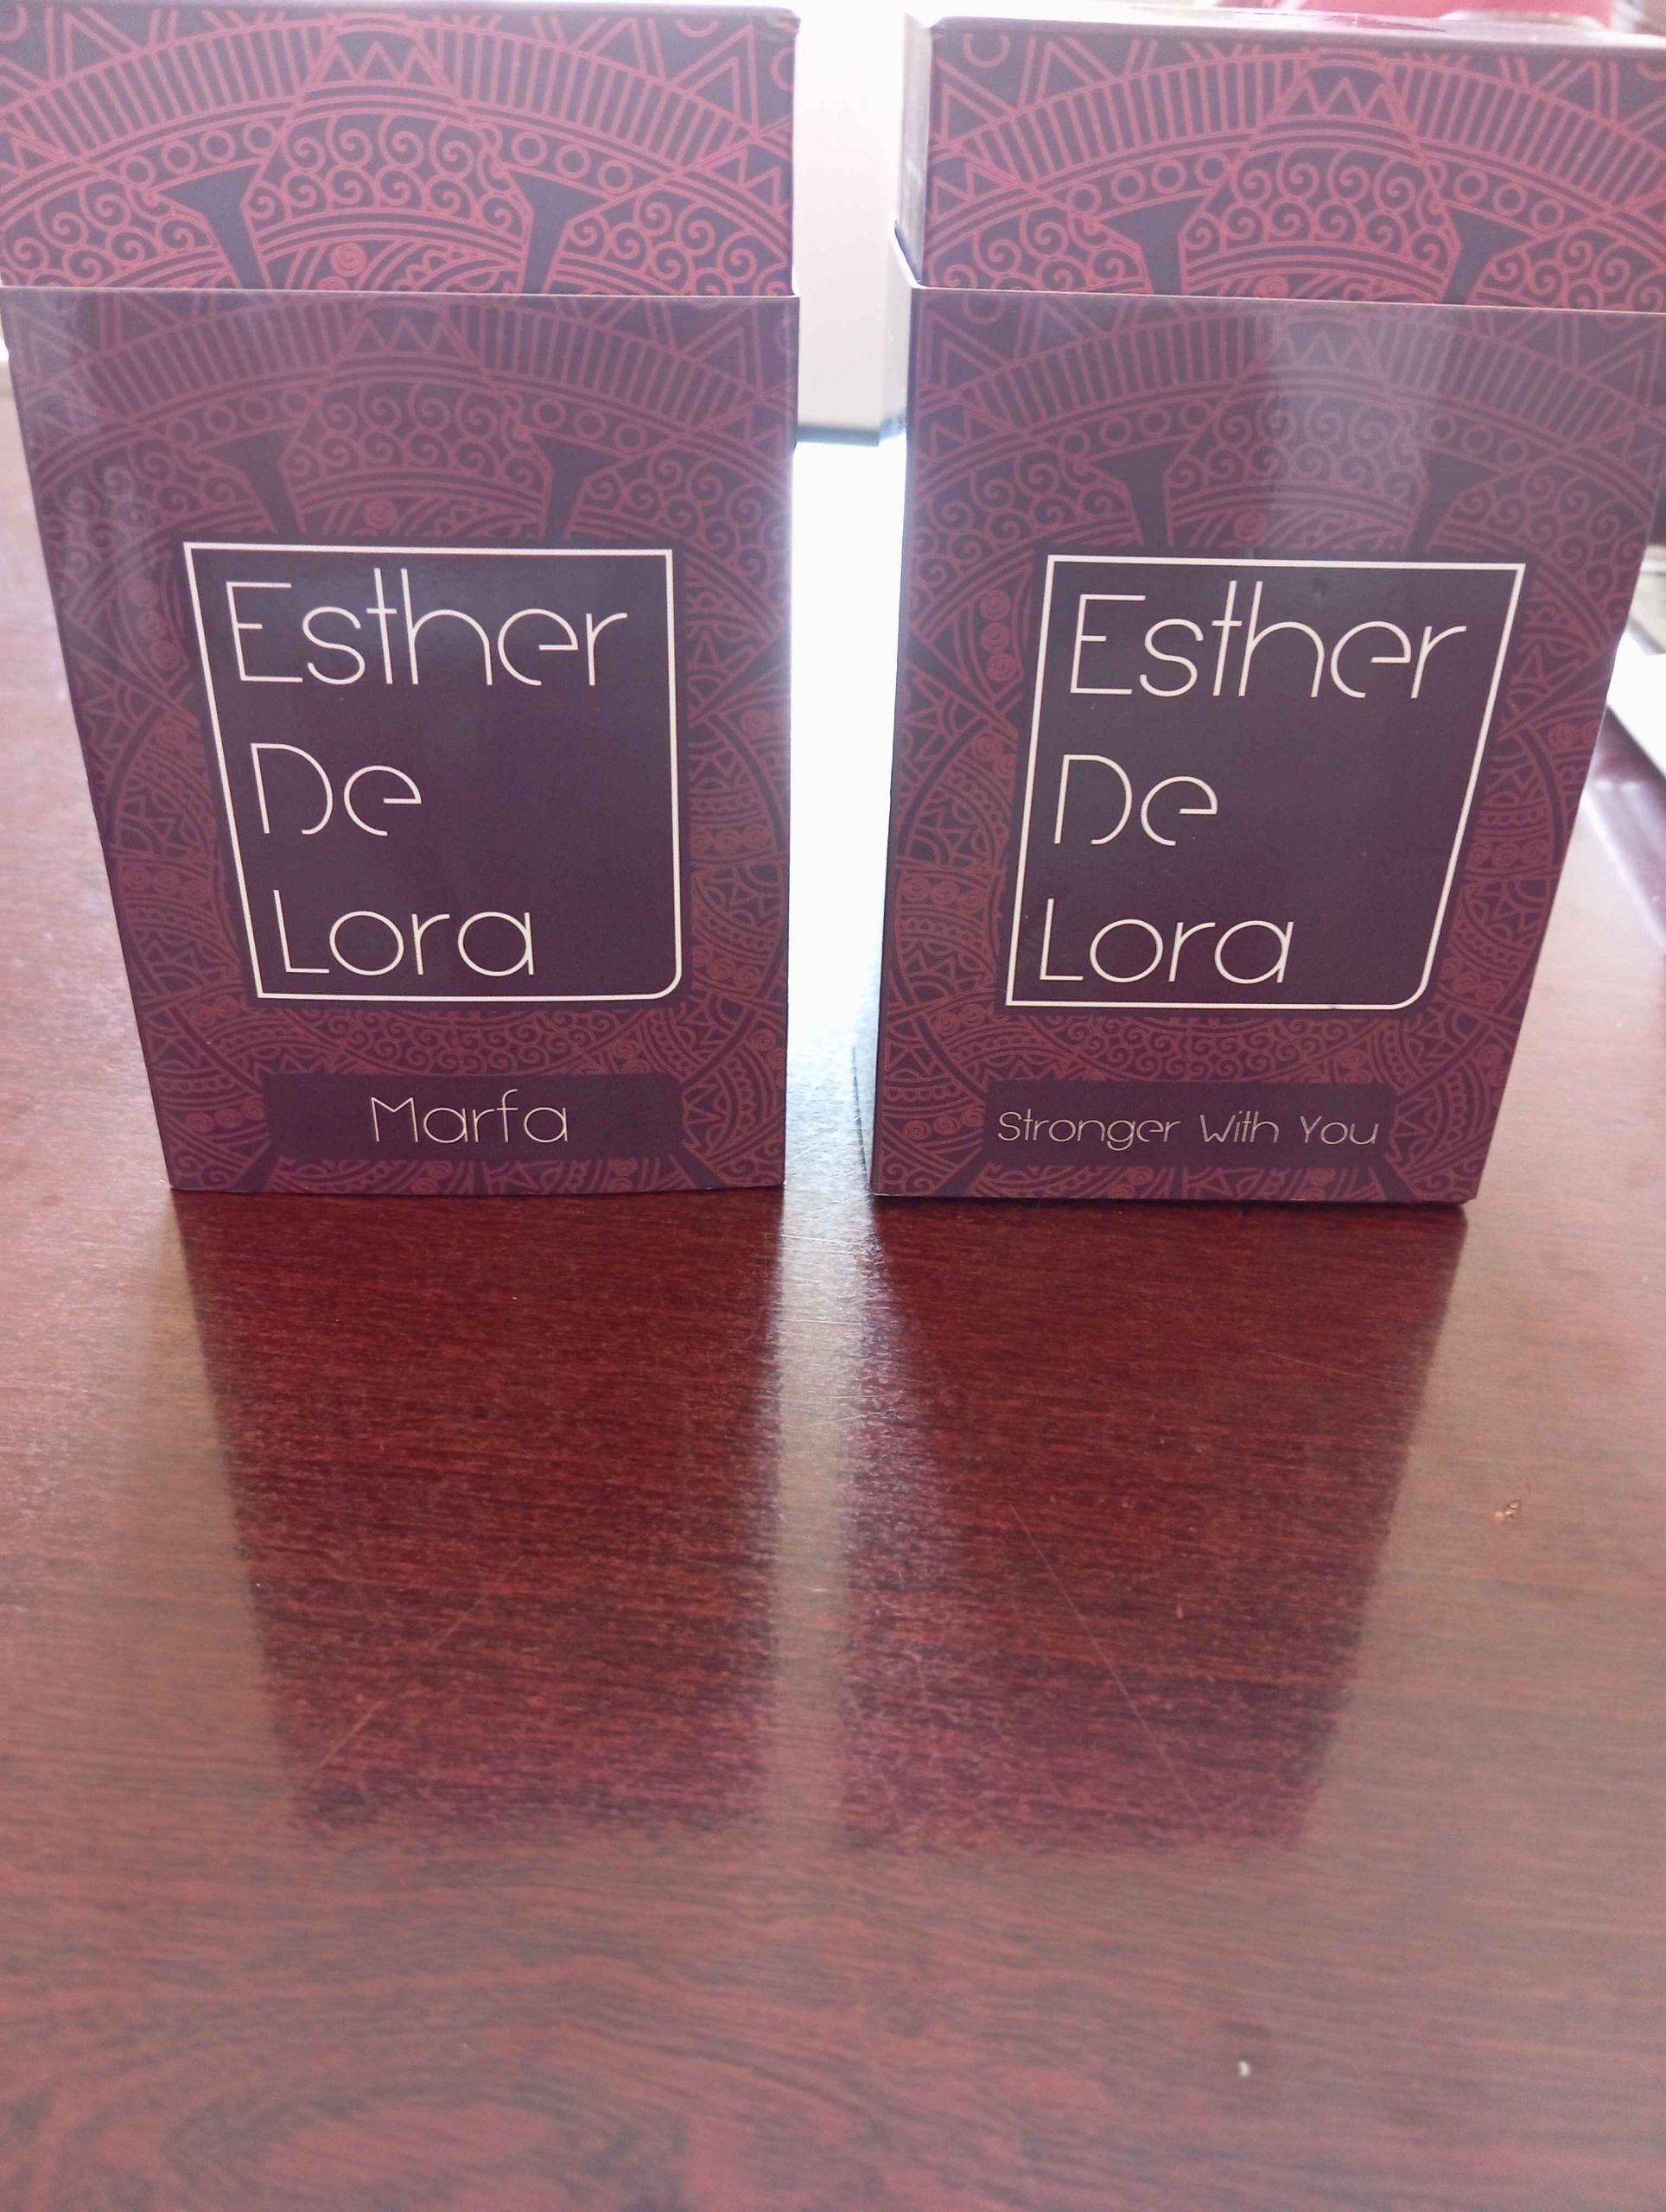 Esther
De
Lora
Marfa
Esther
De
Lora
Stronger With You